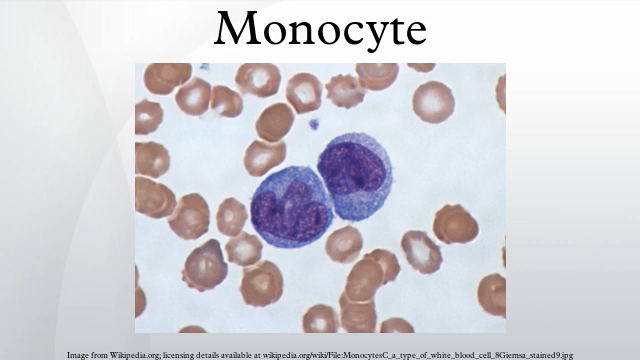 Monocyte
Image from Wikipedia.org; licensing details available at wikipedia.org/wiki/File:MonocytesC_a_type_of_white_blood_cell_8Giemsa_stained9.jpg